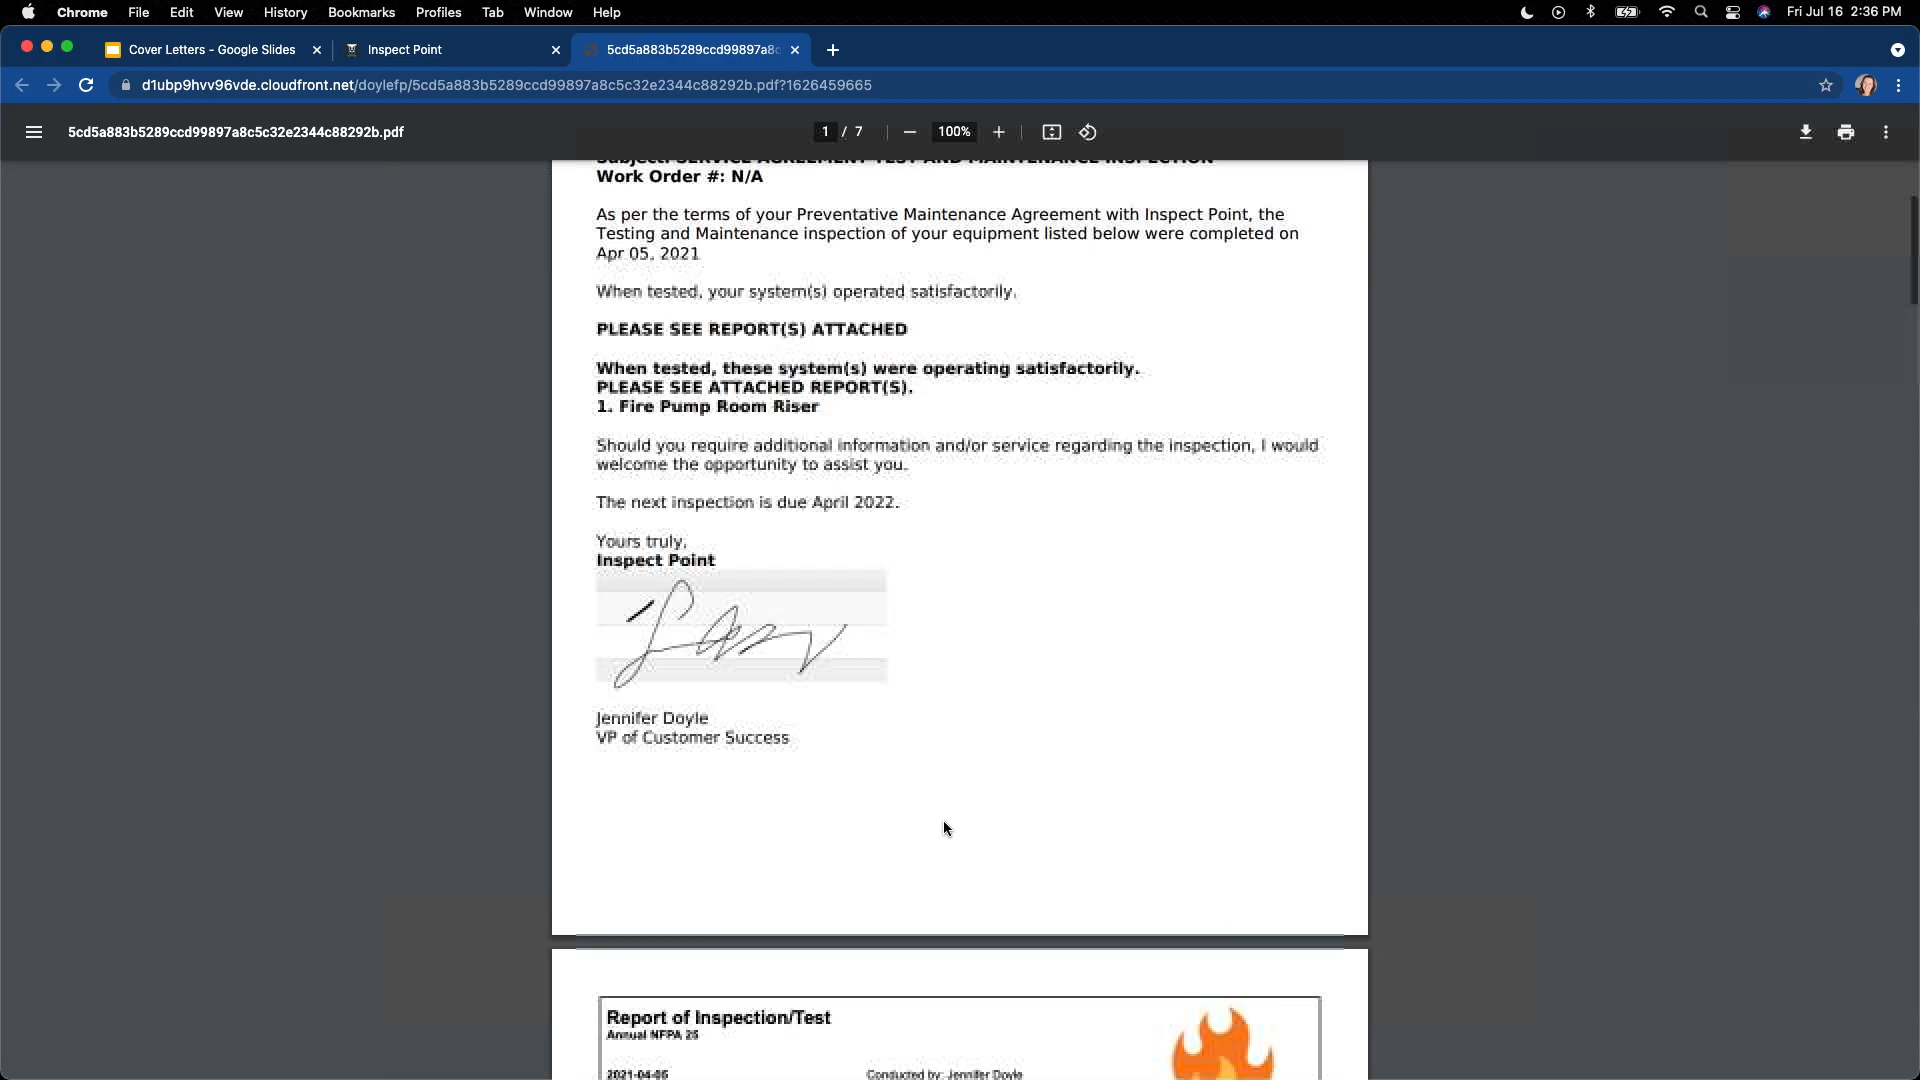 Chrome File Edit View History Bookmarks Profiles Tab Window Help Fri Jul 16 2:36 PM
Cover Letters - Google Slides Inspect Point 5cd5a883b5289ccd99897a8c
d1ubp9hvv96vde.cloudfront.net/doylefp/5cd5a883b5289ccd99897a8c5c32e2344c88292b.pdf?1626459665
5cd5a883b5289ccd99897a8c5c32e2344c88292b.pdf 1 / 7 100%
Subject: SERVICE AGREEMENT TEST AND MAINTENANCE INSPECTION
Work Order #: N/A
As per the terms of your Preventative Maintenance Agreement with Inspect Point, the
Testing and Maintenance inspection of your equipment listed below were completed on
Apr 05, 2021
When tested, your system(s) operated satisfactorily.
PLEASE SEE REPORT(S) ATTACHED
When tested, these system(s) were operating satisfactorily.
PLEASE SEE ATTACHED REPORT(S).
1. Fire Pump Room Riser
Should you require additional information and/or service regarding the inspection, I would
welcome the opportunity to assist you.
The next inspection is due April 2022.
Yours truly,
Inspect Point
Jennifer Doyle
VP of Customer Success
Report of Inspection/Test
Annual NFPA 25
2021-04-05 Conducted by: Jennifer Doyle